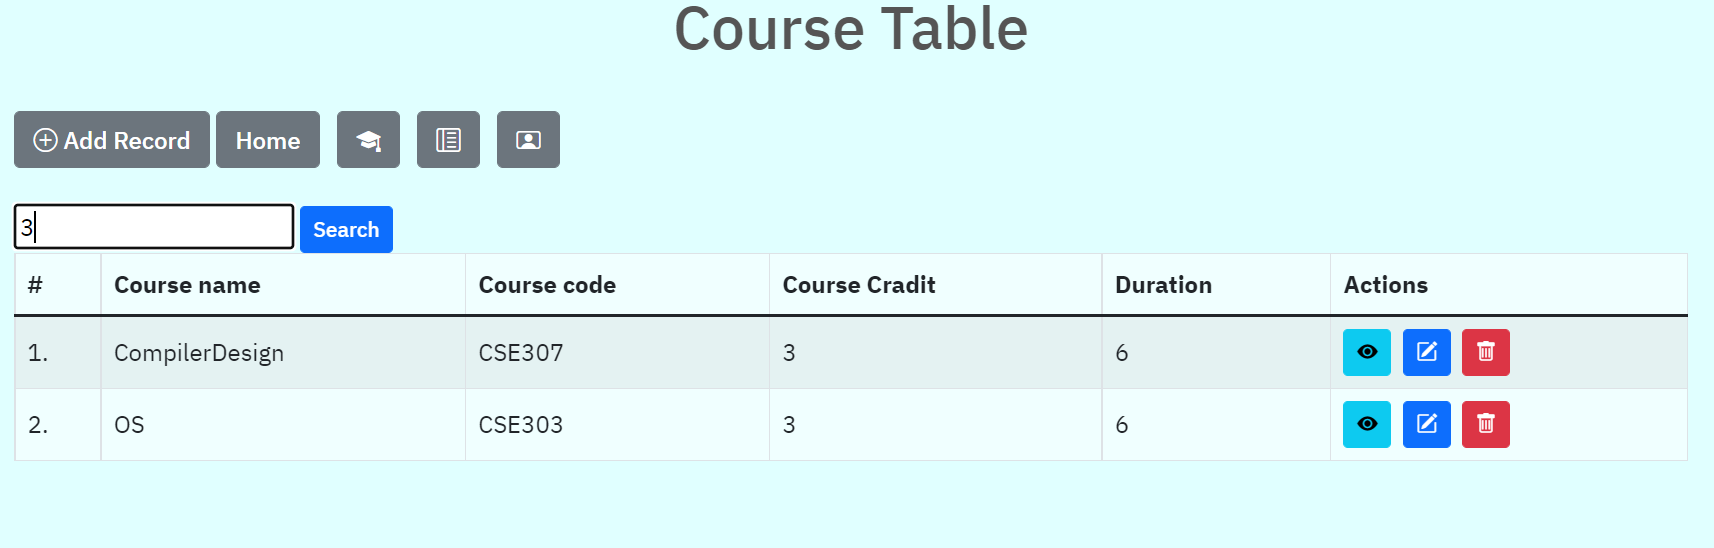 Course Table
Add Record Home
3 Search
# Course name Course code Course Cradit Duration Actions
1. CompilerDesign CSE307 3 6
2. OS CSE303 3 6